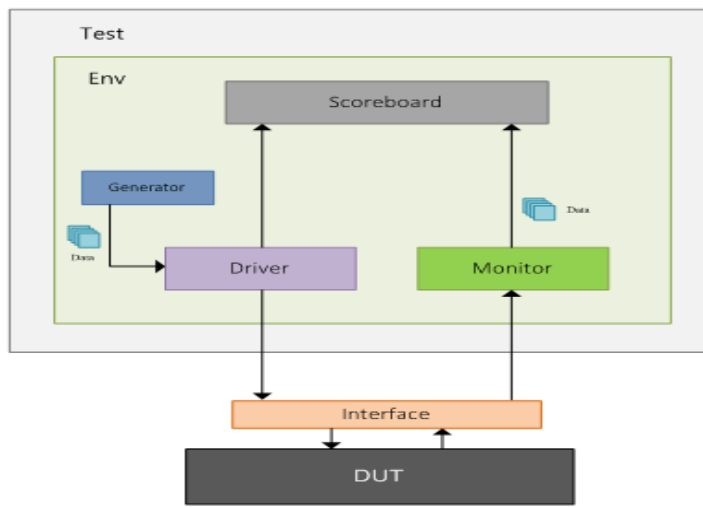 Test
Env
Scoreboard
Generator
Data
Data
Driver
Monitor
Interface
DUT